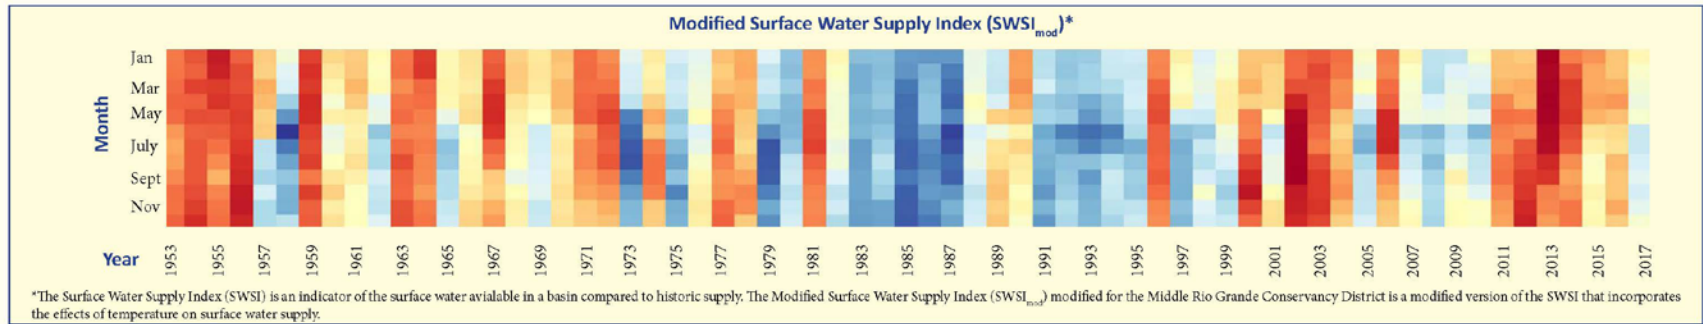 Modified Surface Water Supply Index (SWSImod)*
Month
Jan
Mar
May
July
Sept
Nov
Year
1953 1955 1957 1959 1961 1963 1965 1967 1969 1971 1973 1975 1977 1979 1981 1983 1985 1987 1989 1991 1993 1995 1997 1999 2001 2003 2005 2007 2009 2011 2013 2015 2017
*The Surface Water Supply Index (SWSI) is an indicator of the surface water avialable in a basin compared to historic supply. The Modified Surface Water Supply Index (SWSImod) modified for the Middle Rio Grande Conservancy District is a modified version of the SWSI that incorporates
the effects of temperature on surface water supply.